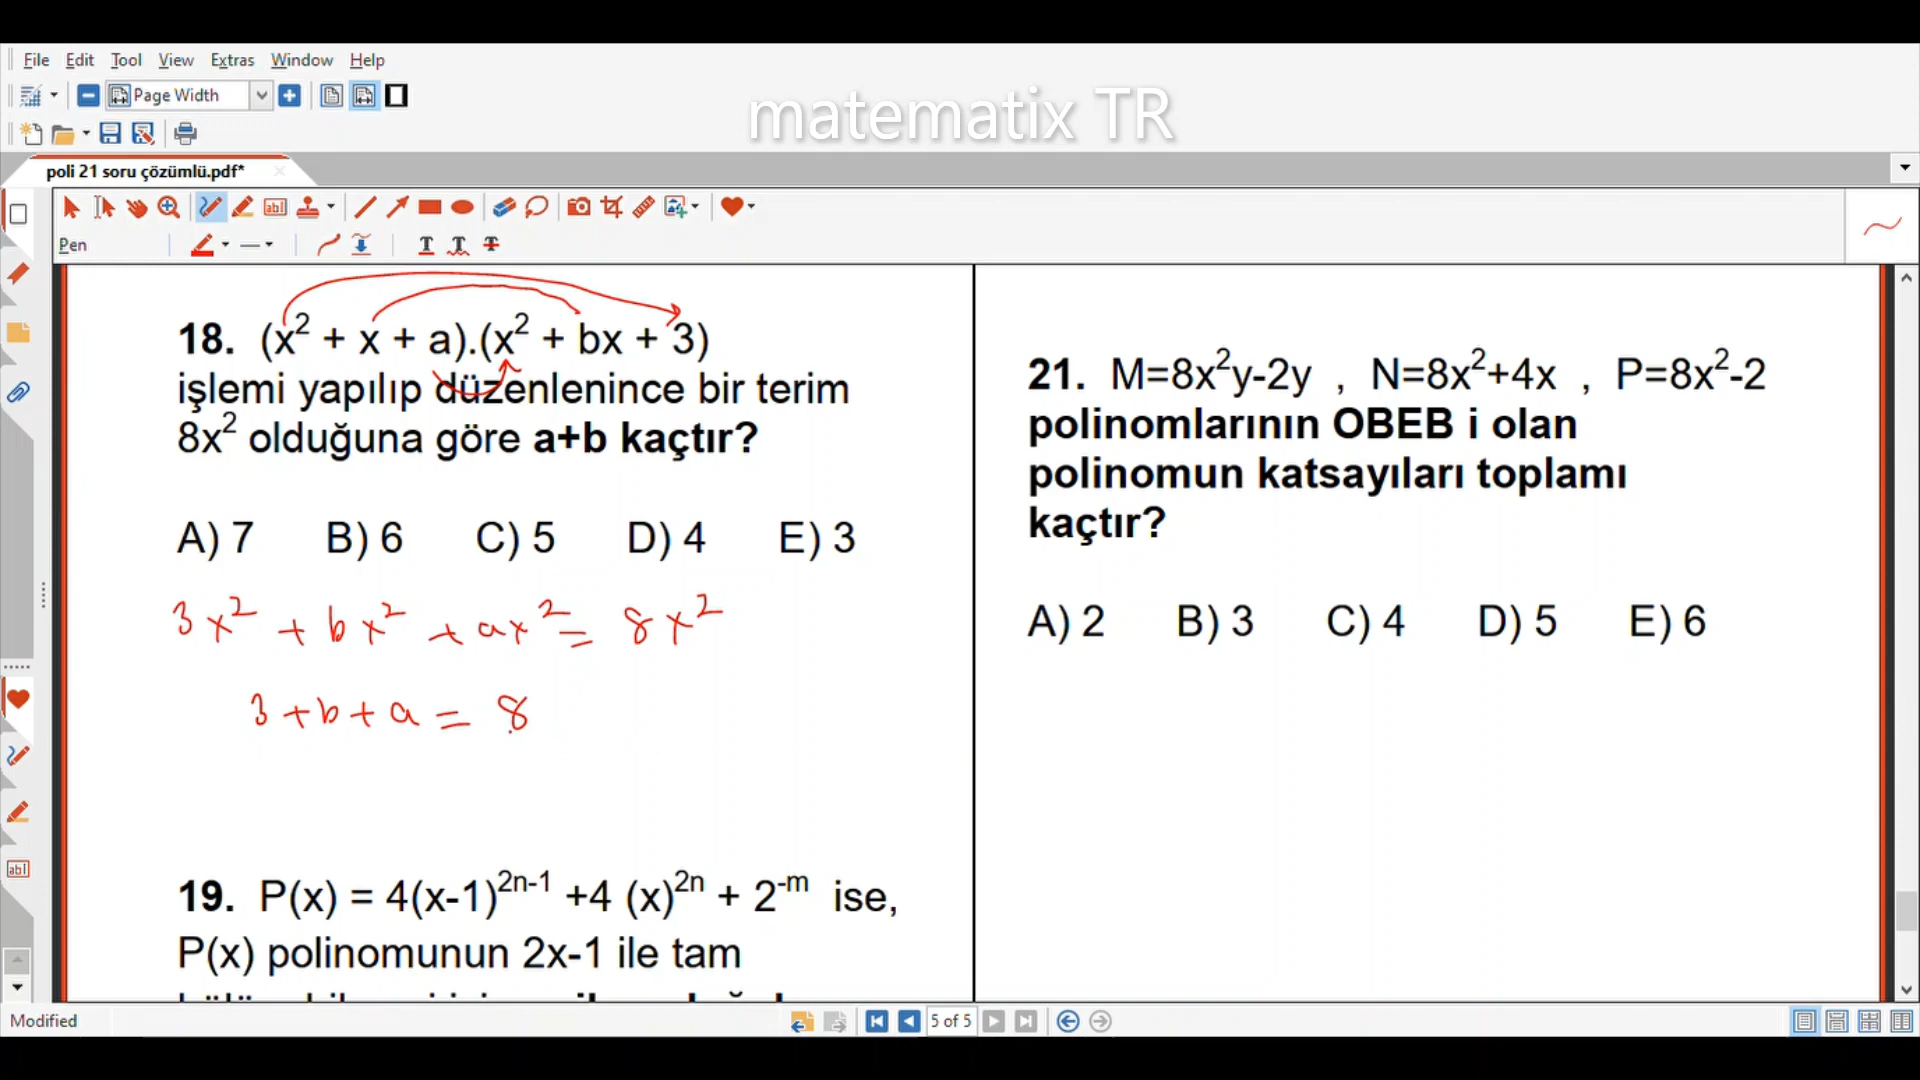 File Edit Tool View Extras Window Help
Page Width
matematix TR
poli 21 soru çözümlü.pdf*
Pen
18. (x² + x + a).(x² + bx + 3)
işlemi yapılıp düzenlenince bir terim
8x² olduğuna göre a+b kaçtır?
A) 7 B) 6 C) 5 D) 4 E) 3
3x² + bx² + ax² = 8x²
3 + b + a = 8
19. P(x) = 4(x-1)²ⁿ⁻¹ +4 (x)²ⁿ + 2⁻ᵐ ise,
P(x) polinomunun 2x-1 ile tam
21. M=8x²y-2y , N=8x²+4x , P=8x²-2
polinomlarının OBEB i olan
polinomun katsayıları toplamı
kaçtır?
A) 2 B) 3 C) 4 D) 5 E) 6
Modified
5 of 5